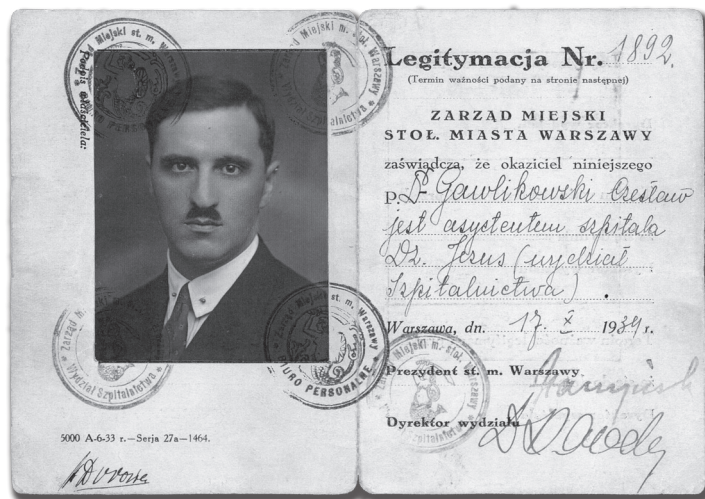 Podpis okaziciela:
Zarząd Miejski st. m. Warszawy
BIURO PERSONALNE
Wydział Szpitalnictwa
5000 A-6-33 r.—Serja 27a—1464.
Legitymacja Nr. 1892.
(Termin ważności podany na stronie następnej)
ZARZĄD MIEJSKI
STOŁ. MIASTA WARSZAWY
zaświadcza, że okaziciel niniejszego
p. Dr Gawlikowski Czesław
jest asystentem szpitala
Dz. Jezus (wydział
Szpitalnictwa).
Warszawa, dn. 17. X 1934 r.
Prezydent st. m. Warszawy
Dyrektor wydziału